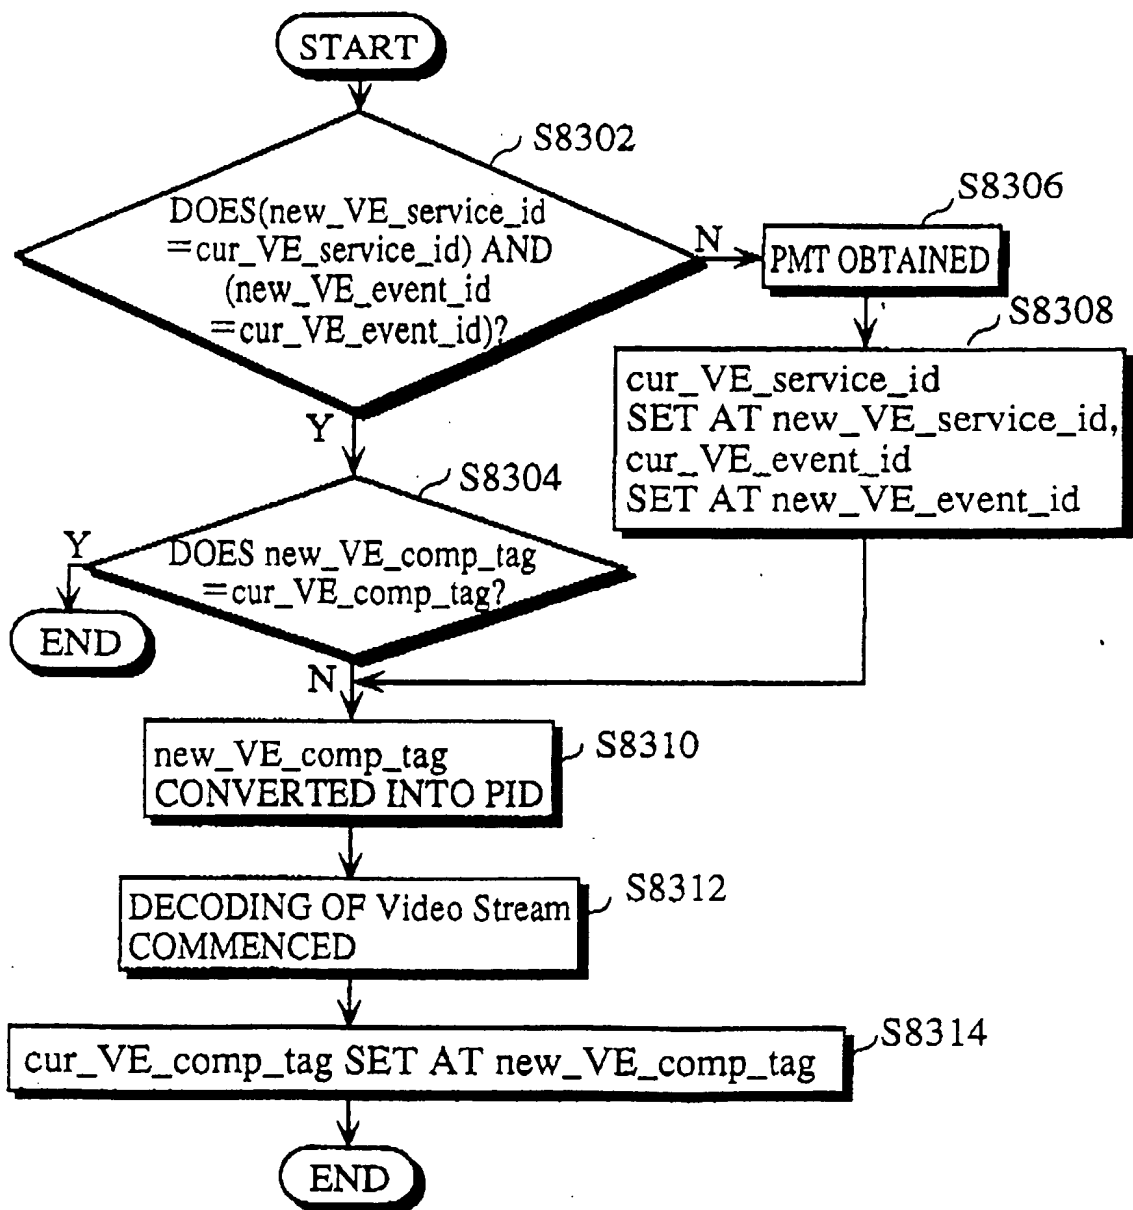 START
S8302
DOES(new_VE_service_id
=cur_VE_service_id) AND
(new_VE_event_id
=cur_VE_event_id)?
N
S8306
PMT OBTAINED
S8308
cur_VE_service_id
SET AT new_VE_service_id,
cur_VE_event_id
SET AT new_VE_event_id
Y
S8304
DOES new_VE_comp_tag
=cur_VE_comp_tag?
Y
END
N
S8310
new_VE_comp_tag
CONVERTED INTO PID
S8312
DECODING OF Video Stream
COMMENCED
S8314
cur_VE_comp_tag SET AT new_VE_comp_tag
END